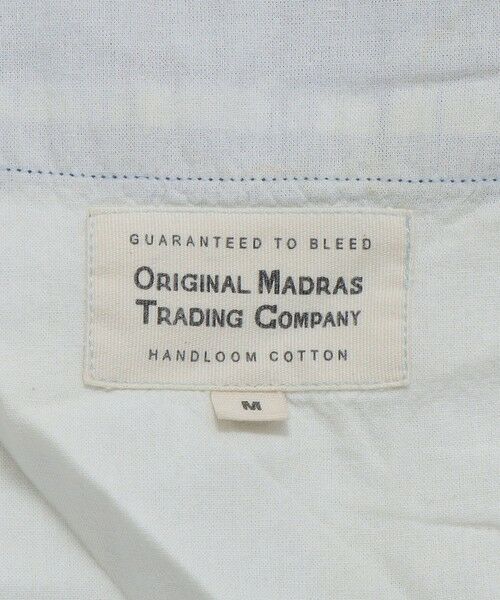 GUARANTEED TO BLEED
ORIGINAL MADRAS
TRADING COMPANY
HANDLOOM COTTON
M